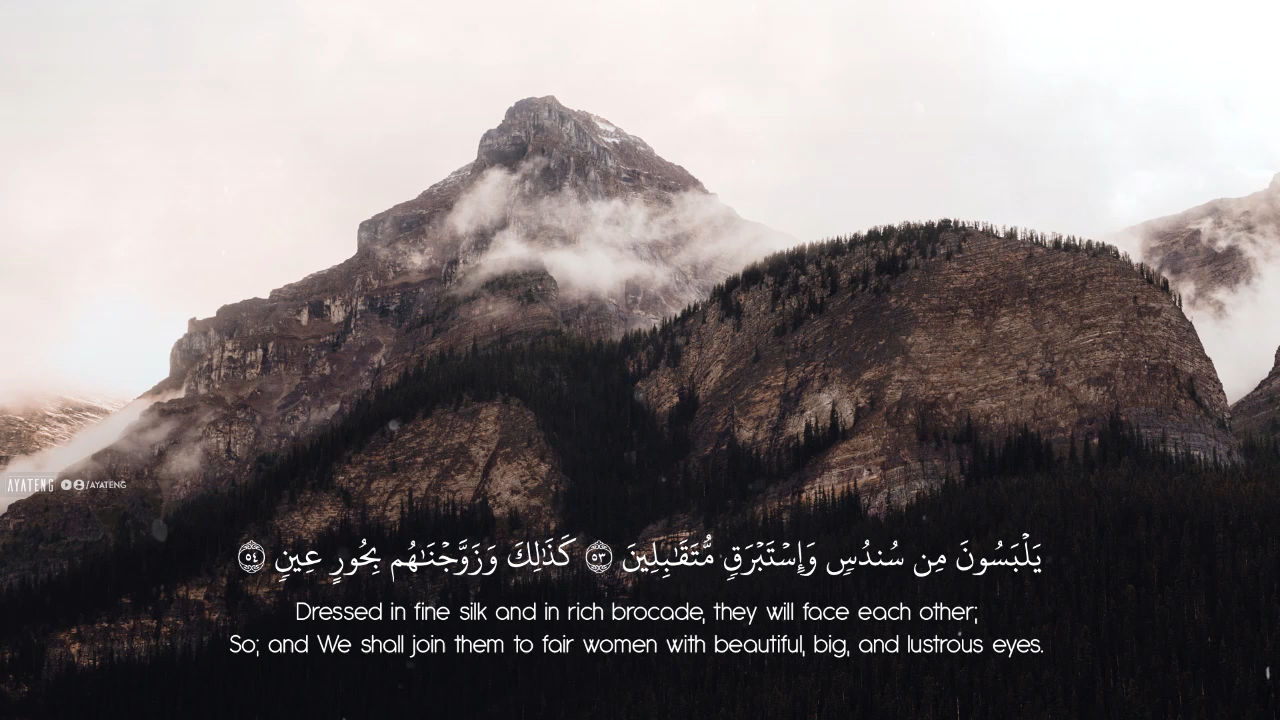 AYATENG /AYATENG
يَلْبَسُونَ مِن سُندُسٍ وَإِسْتَبْرَقٍ مُّتَقَـٰبِلِينَ ٥٣ كَذَٰلِكَ وَزَوَّجْنَـٰهُم بِحُورٍ عِينٍ ٥٤
Dressed in fine silk and in rich brocade, they will face each other;
So; and We shall join them to fair women with beautiful, big, and lustrous eyes.